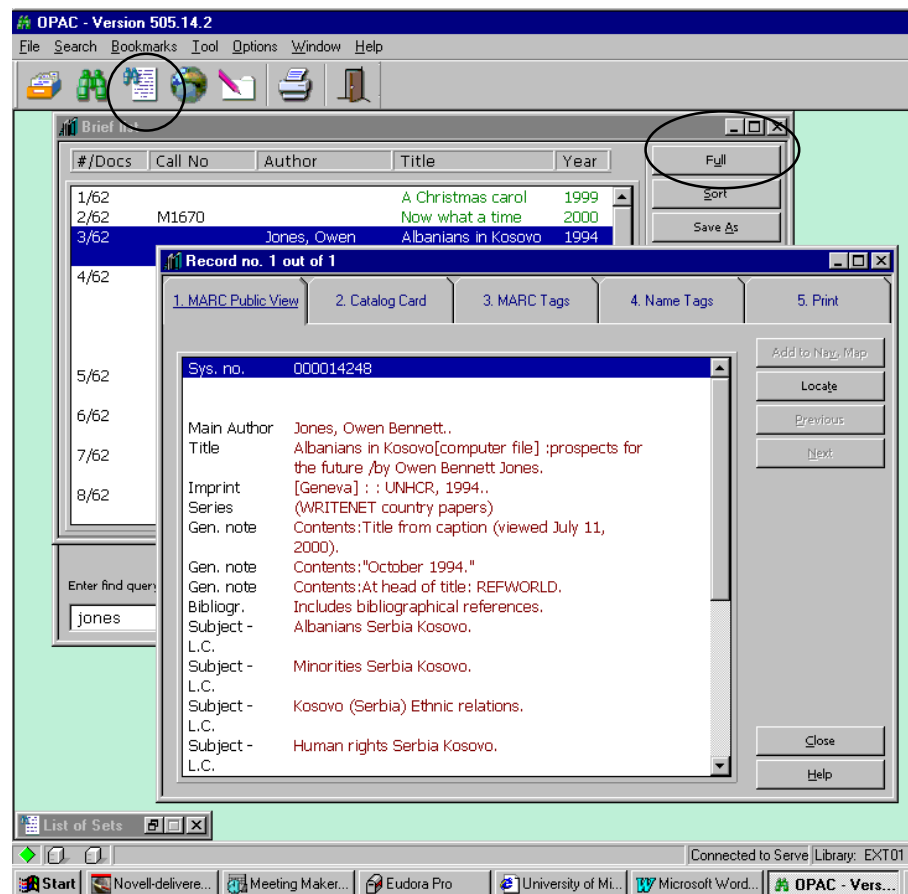 OPAC - Version 505.14.2
File Search Bookmarks Tool Options Window Help
Brief list
#/Docs Call No Author Title Year
Full
Sort
Save As
1/62 A Christmas carol 1999
2/62 M1670 Now what a time 2000
3/62 Jones, Owen Albanians in Kosovo 1994
4/62
5/62
6/62
7/62
8/62
Enter find query
jones
Record no. 1 out of 1
1. MARC Public View 2. Catalog Card 3. MARC Tags 4. Name Tags 5. Print
Add to Nav. Map
Locate
Previous
Next
Sys. no. 000014248
Main Author Jones, Owen Bennett..
Title Albanians in Kosovo[computer file] :prospects for
the future /by Owen Bennett Jones.
Imprint [Geneva] : : UNHCR, 1994..
Series (WRITENET country papers)
Gen. note Contents:Title from caption (viewed July 11,
2000).
Gen. note Contents:"October 1994."
Gen. note Contents:At head of title: REFWORLD.
Bibliogr. Includes bibliographical references.
Subject - Albanians Serbia Kosovo.
L.C.
Subject - Minorities Serbia Kosovo.
L.C.
Subject - Kosovo (Serbia) Ethnic relations.
L.C.
Subject - Human rights Serbia Kosovo.
L.C.
Close
Help
List of Sets
Connected to Serve Library: EXT01
Start Novell-delivere... Meeting Maker... Eudora Pro University of Mi... Microsoft Word... OPAC - Vers...